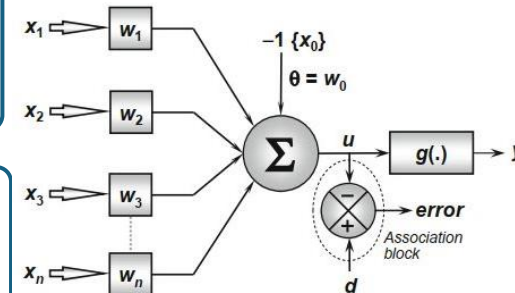 x1
w1
−1 {x0}
θ = w0
x2
w2
Σ
u
g(.)
y
x3
w3
−
+
error
Association
block
xn
wn
d